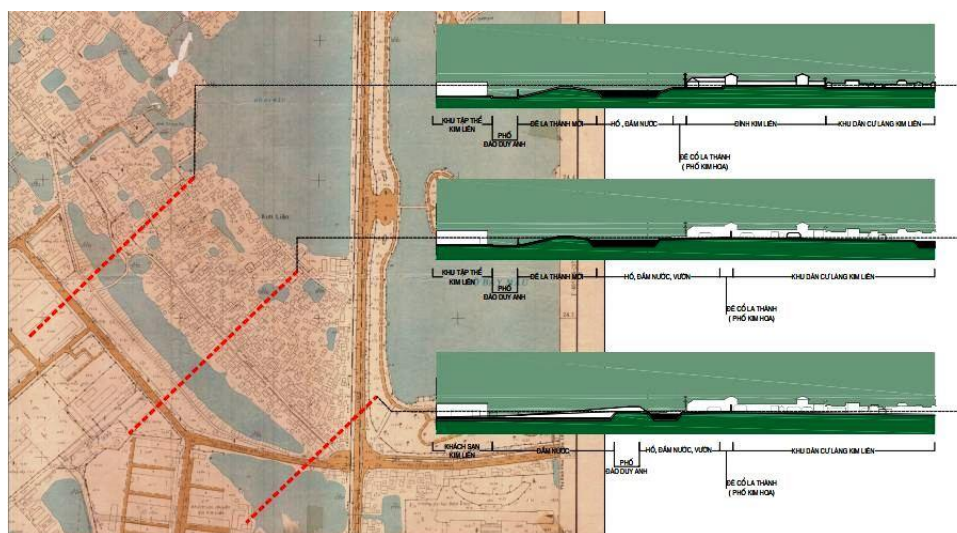 KHU TẬP THỂ
KIM LIÊN
PHỐ
ĐÀO DUY ANH
ĐÊ LA THÀNH MỚI
HỒ , ĐẦM NƯỚC
ĐÌNH KIM LIÊN
KHU DÂN CƯ LÀNG KIM LIÊN
ĐÊ CỔ LA THÀNH
( PHỐ KIM HOA)
Kim Liên
KHU TẬP THỂ
KIM LIÊN
PHỐ
ĐÀO DUY ANH
ĐÊ LA THÀNH MỚI
HỒ, ĐẦM NƯỚC, VƯỜN
KHU DÂN CƯ LÀNG KIM LIÊN
ĐÊ CỔ LA THÀNH
( PHỐ KIM HOA)
KHÁCH SẠN
KIM LIÊN
ĐẦM NƯỚC
PHỐ
ĐÀO DUY ANH
HỒ, ĐẦM NƯỚC, VƯỜN
KHU DÂN CƯ LÀNG KIM LIÊN
ĐÊ CỔ LA THÀNH
( PHỐ KIM HOA)